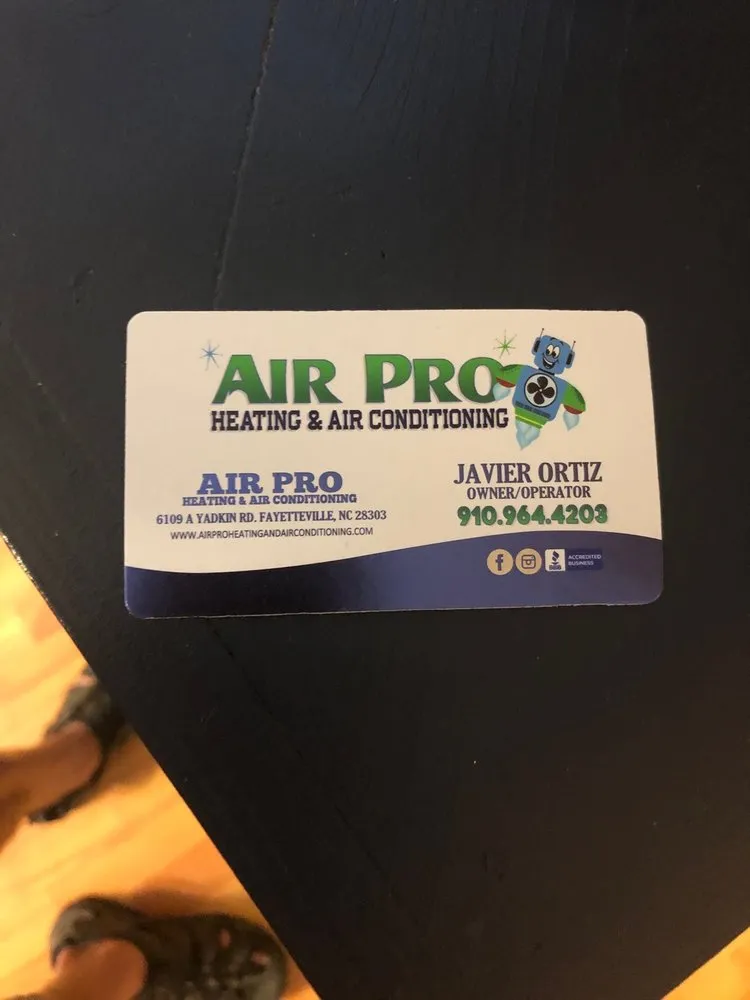 AIR PRO
HEATING & AIR CONDITIONING
AIR PRO
HEATING & AIR CONDITIONING
6109 A YADKIN RD. FAYETTEVILLE, NC 28303
WWW.AIRPROHEATINGANDAIRCONDITIONING.COM
JAVIER ORTIZ
OWNER/OPERATOR
910.964.4203
f
BBB
ACCREDITED
BUSINESS